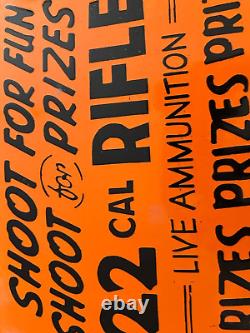 SHOOT FOR FUN
SHOOT (for) PRIZES
22 CAL RIFLE
= LIVE AMMUNITION =
PRIZES PRIZES PRI